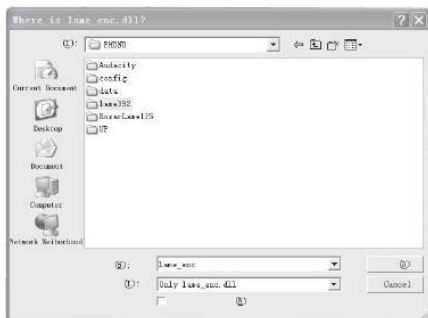 Where is lame_enc.dll?
(I): PHONO
Audacity
config
data
lame392
RazorLame115
UP
Current Document
Desktop
Document
Computer
Network Neiborhood
(N): lame_enc
(T): Only lame_enc.dll
(O)
Cancel
(R)